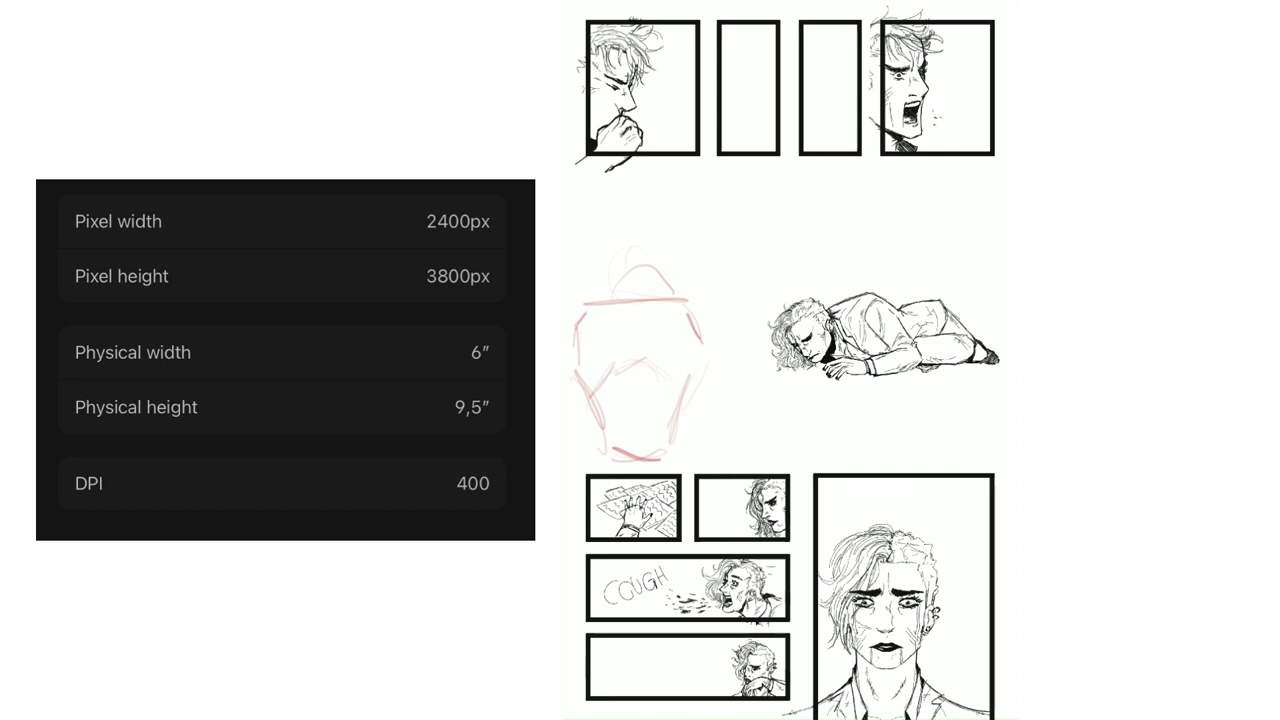 Pixel width 2400px
Pixel height 3800px
Physical width 6"
Physical height 9,5"
DPI 400
COUGH